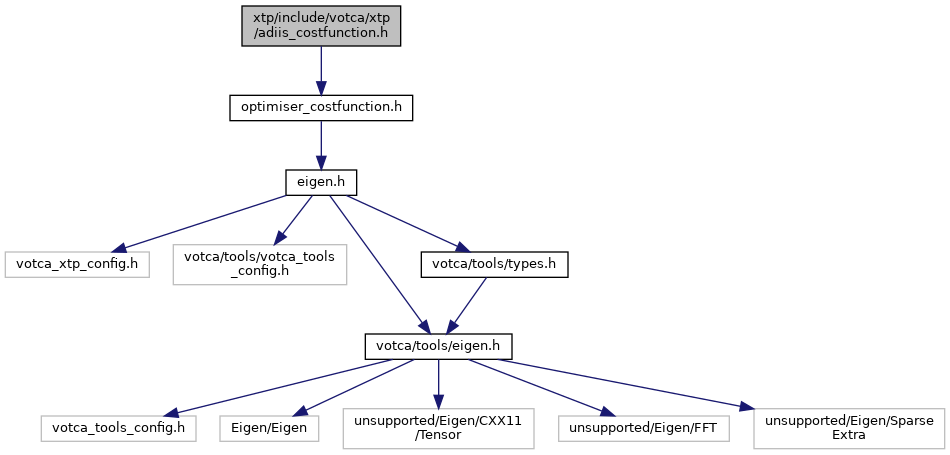 xtp/include/votca/xtp
/adiis_costfunction.h
optimiser_costfunction.h
eigen.h
votca_xtp_config.h
votca/tools/votca_tools
_config.h
votca/tools/types.h
votca/tools/eigen.h
votca_tools_config.h
Eigen/Eigen
unsupported/Eigen/CXX11
/Tensor
unsupported/Eigen/FFT
unsupported/Eigen/Sparse
Extra